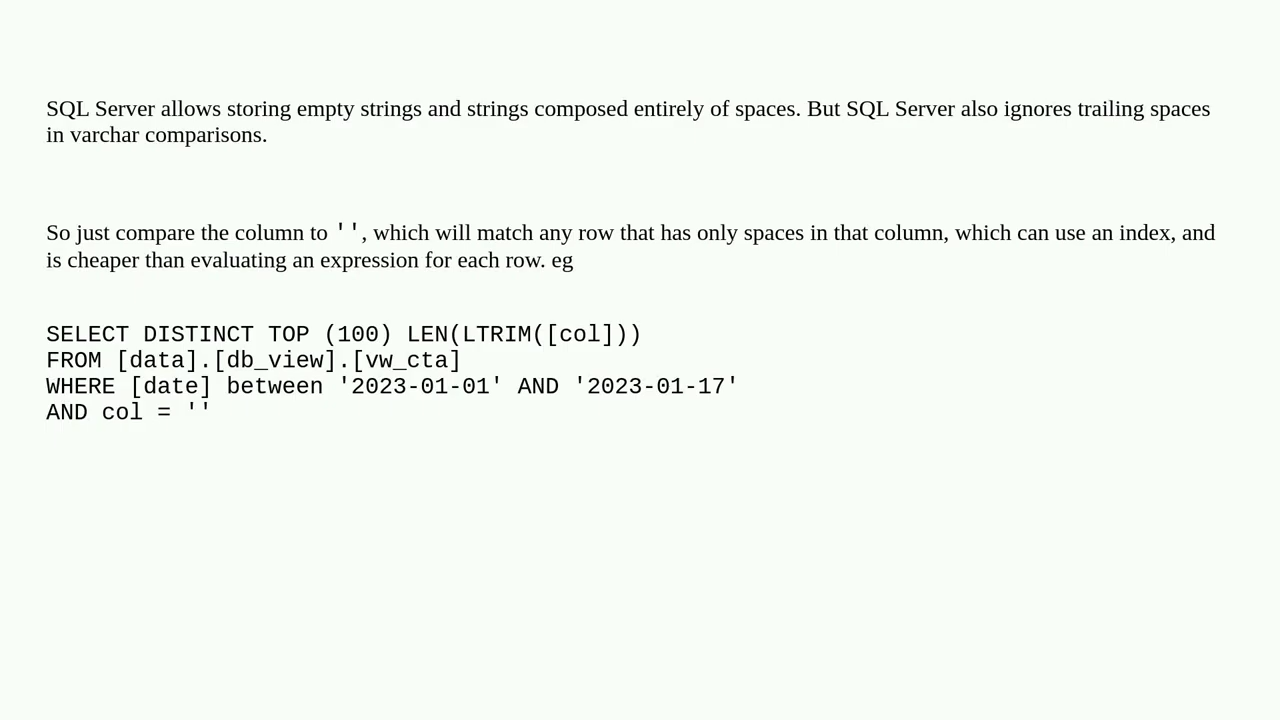 SQL Server allows storing empty strings and strings composed entirely of spaces. But SQL Server also ignores trailing spaces
in varchar comparisons.
So just compare the column to '', which will match any row that has only spaces in that column, which can use an index, and
is cheaper than evaluating an expression for each row. eg
SELECT DISTINCT TOP (100) LEN(LTRIM([col]))
FROM [data].[db_view].[vw_cta]
WHERE [date] between '2023-01-01' AND '2023-01-17'
AND col = ''